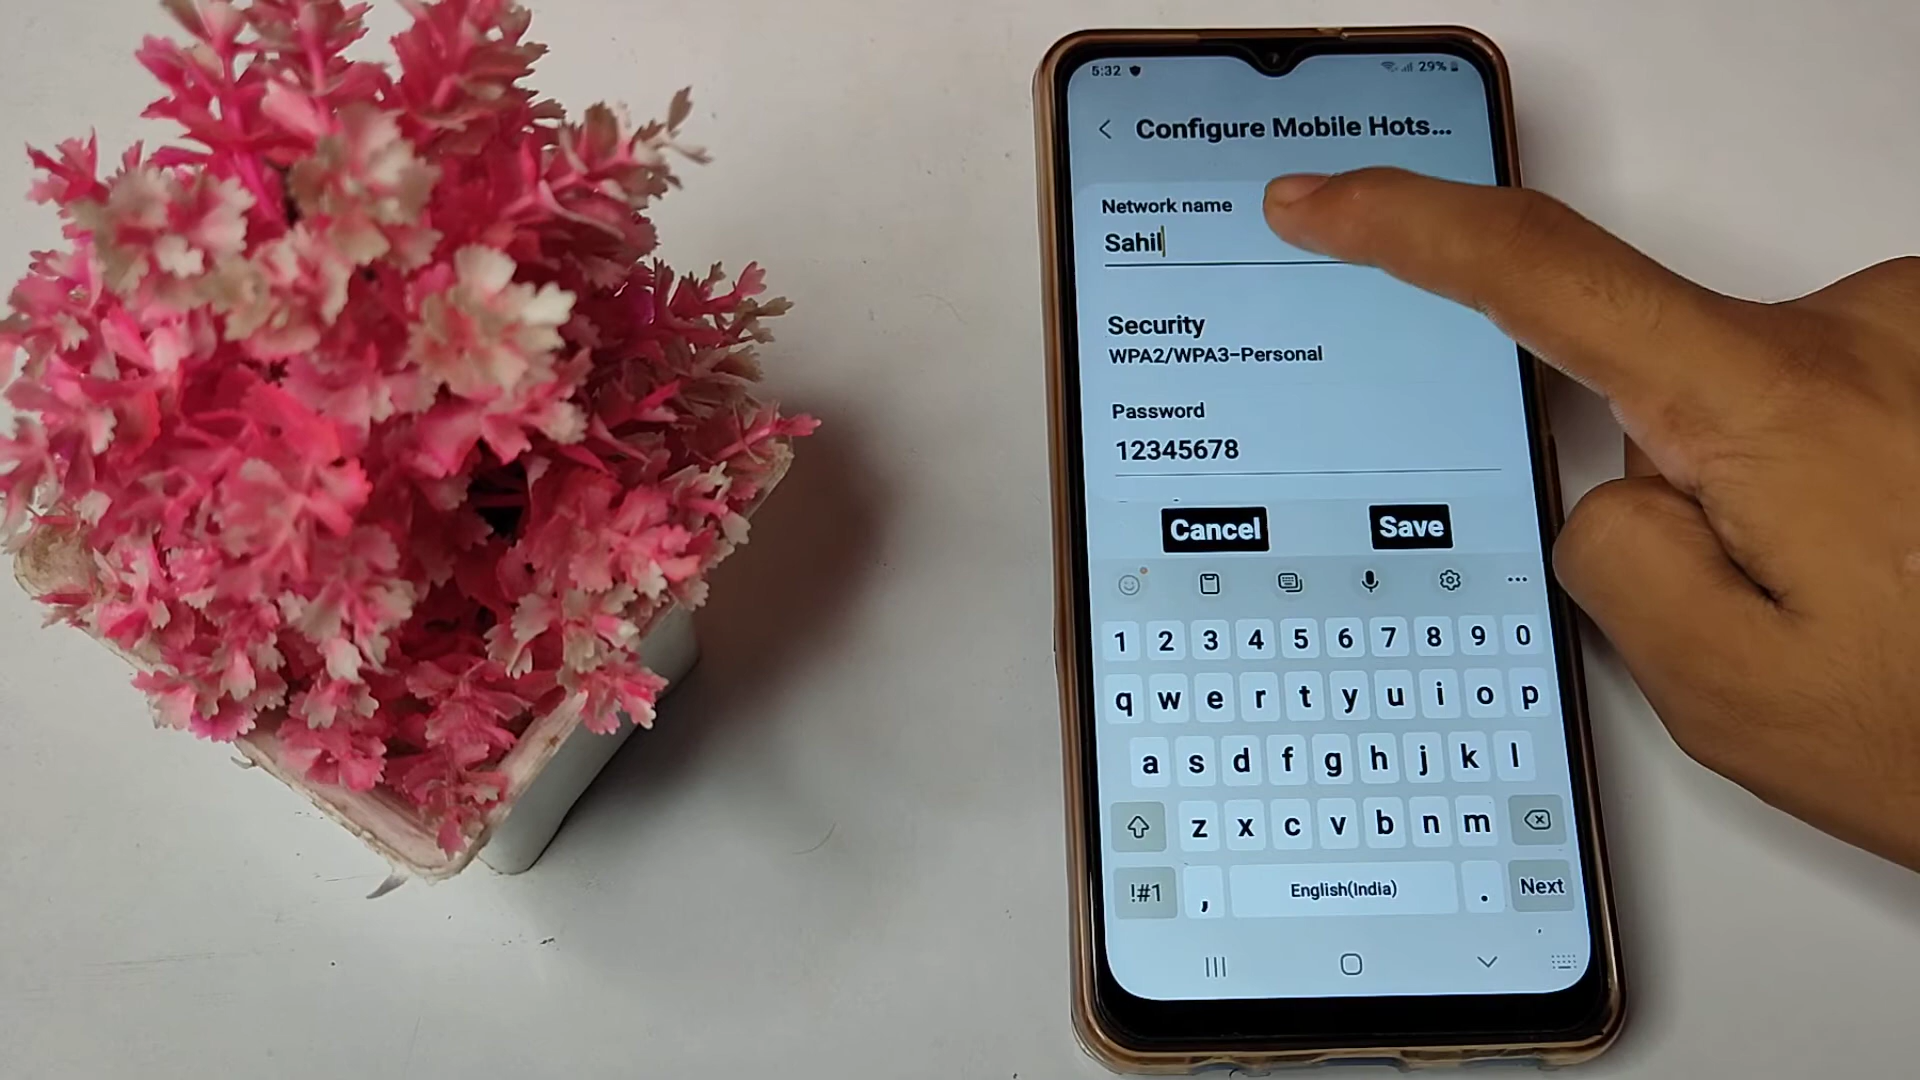 5:32 29%
Configure Mobile Hots...
Network name
Sahil
Security
WPA2/WPA3-Personal
Password
12345678
Cancel Save
1 2 3 4 5 6 7 8 9 0
q w e r t y u i o p
a s d f g h j k l
z x c v b n m
!#1 , English(India) . Next